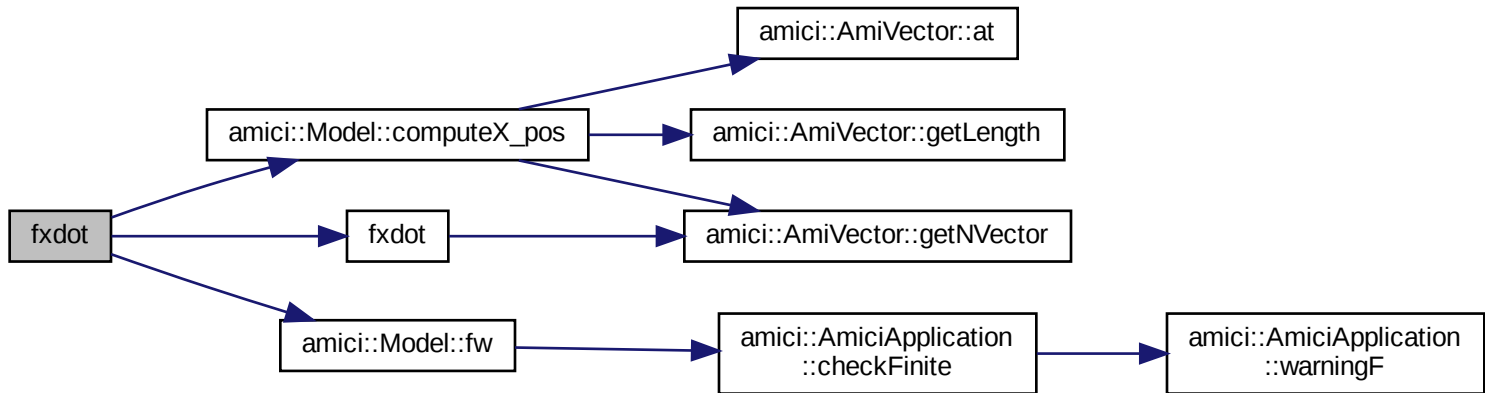 amici::AmiVector::at
amici::Model::computeX_pos
amici::AmiVector::getLength
fxdot
fxdot
amici::AmiVector::getNVector
amici::Model::fw
amici::AmiciApplication
::checkFinite
amici::AmiciApplication
::warningF